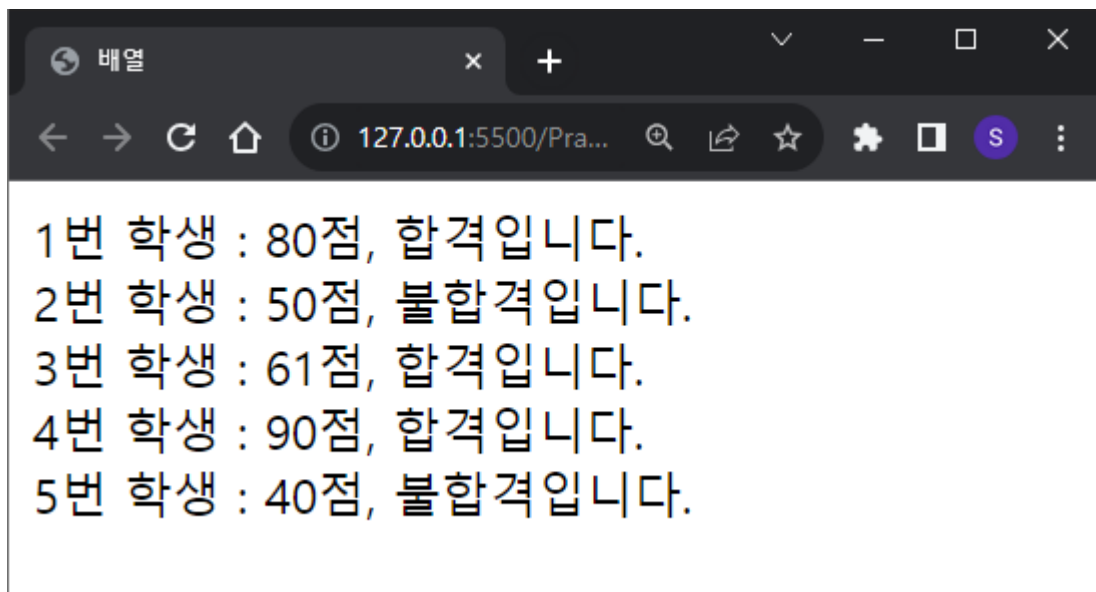 배열
127.0.0.1:5500/Pra...
S
1번 학생 : 80점, 합격입니다.
2번 학생 : 50점, 불합격입니다.
3번 학생 : 61점, 합격입니다.
4번 학생 : 90점, 합격입니다.
5번 학생 : 40점, 불합격입니다.